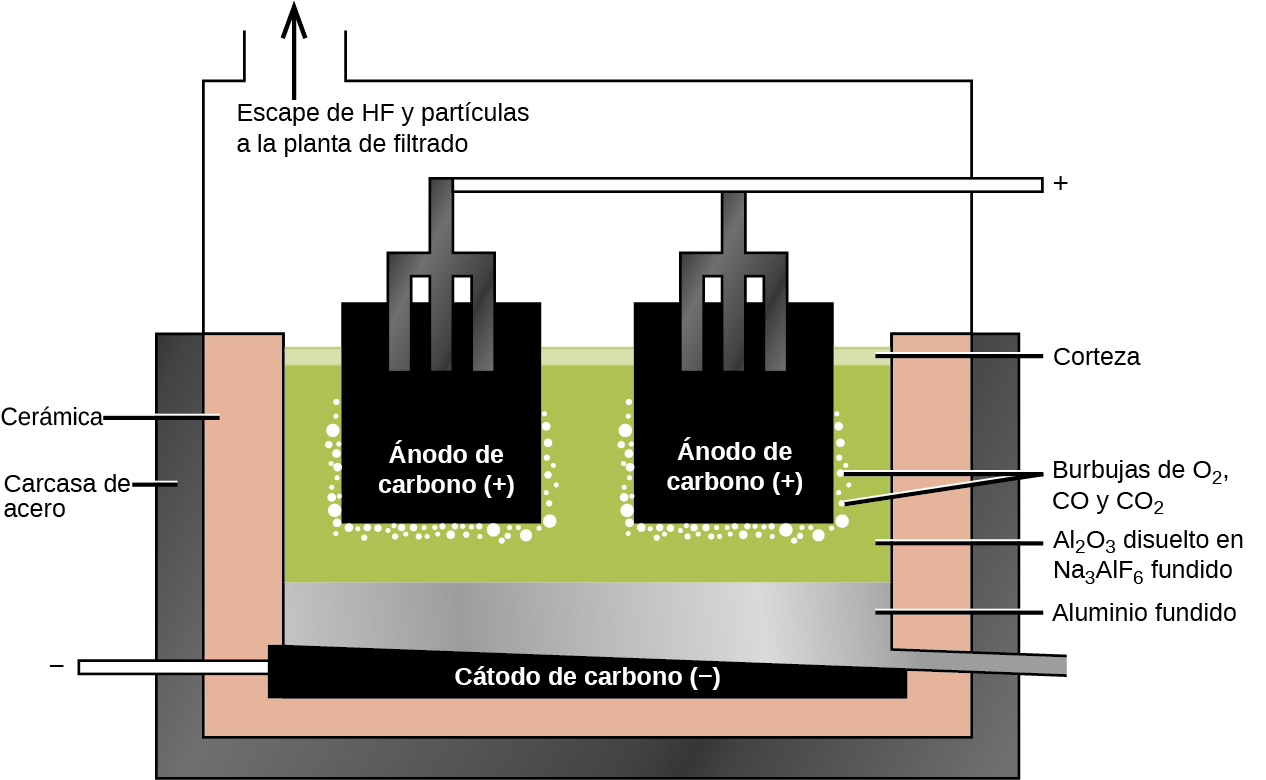 Escape de HF y partículas
a la planta de filtrado
+
Corteza
Cerámica
Ánodo de
carbono (+)
Ánodo de
carbono (+)
Carcasa de
acero
Burbujas de O₂,
CO y CO₂
Al₂O₃ disuelto en
Na₃AlF₆ fundido
Aluminio fundido
−
Cátodo de carbono (−)